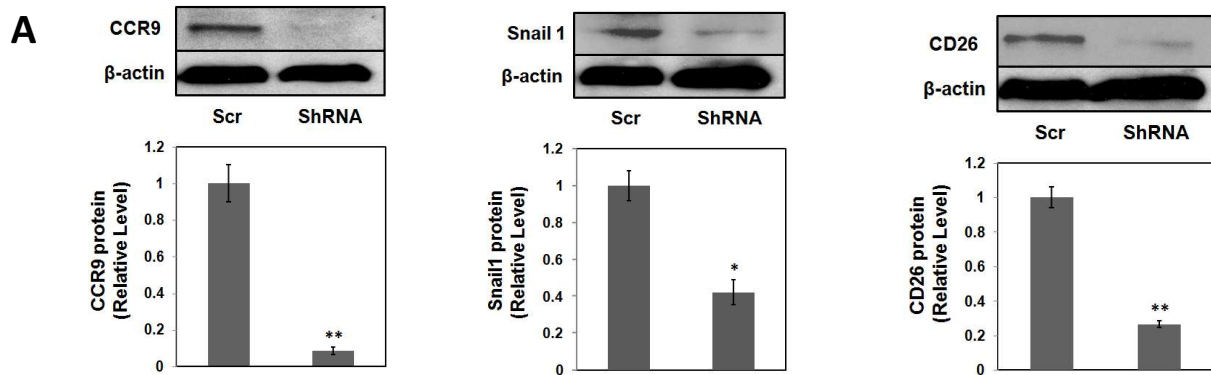 A
CCR9
β-actin
Scr ShRNA
1.2
1
0.8
0.6
0.4
0.2
0
CCR9 protein
(Relative Level)
**
Snail 1
β-actin
Scr ShRNA
1.2
1
0.8
0.6
0.4
0.2
0
Snail1 protein
(Relative Level)
*
CD26
β-actin
Scr ShRNA
1.2
1
0.8
0.6
0.4
0.2
0
CD26 protein
(Relative Level)
**